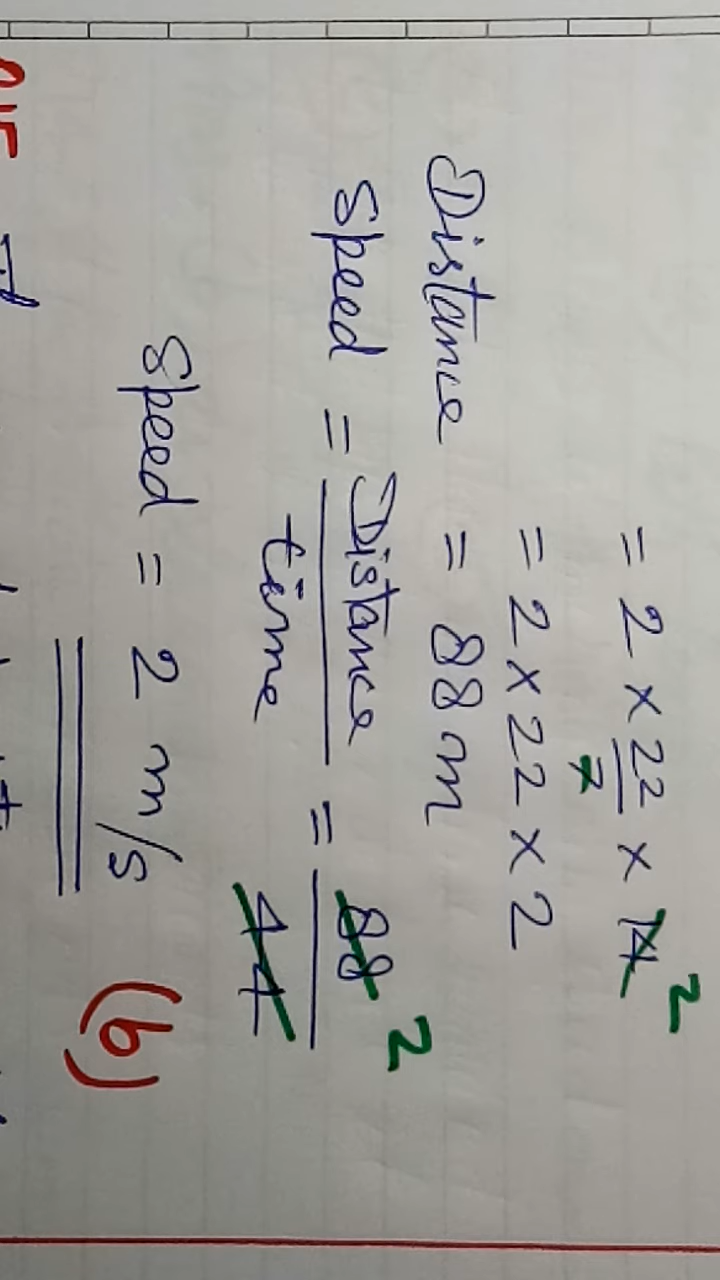 = 2 × 22/7 × 14 2
= 2 × 22 × 2
Distance = 88 m
Speed = Distance/time = 88/44 2
Speed = 2 m/s (b)